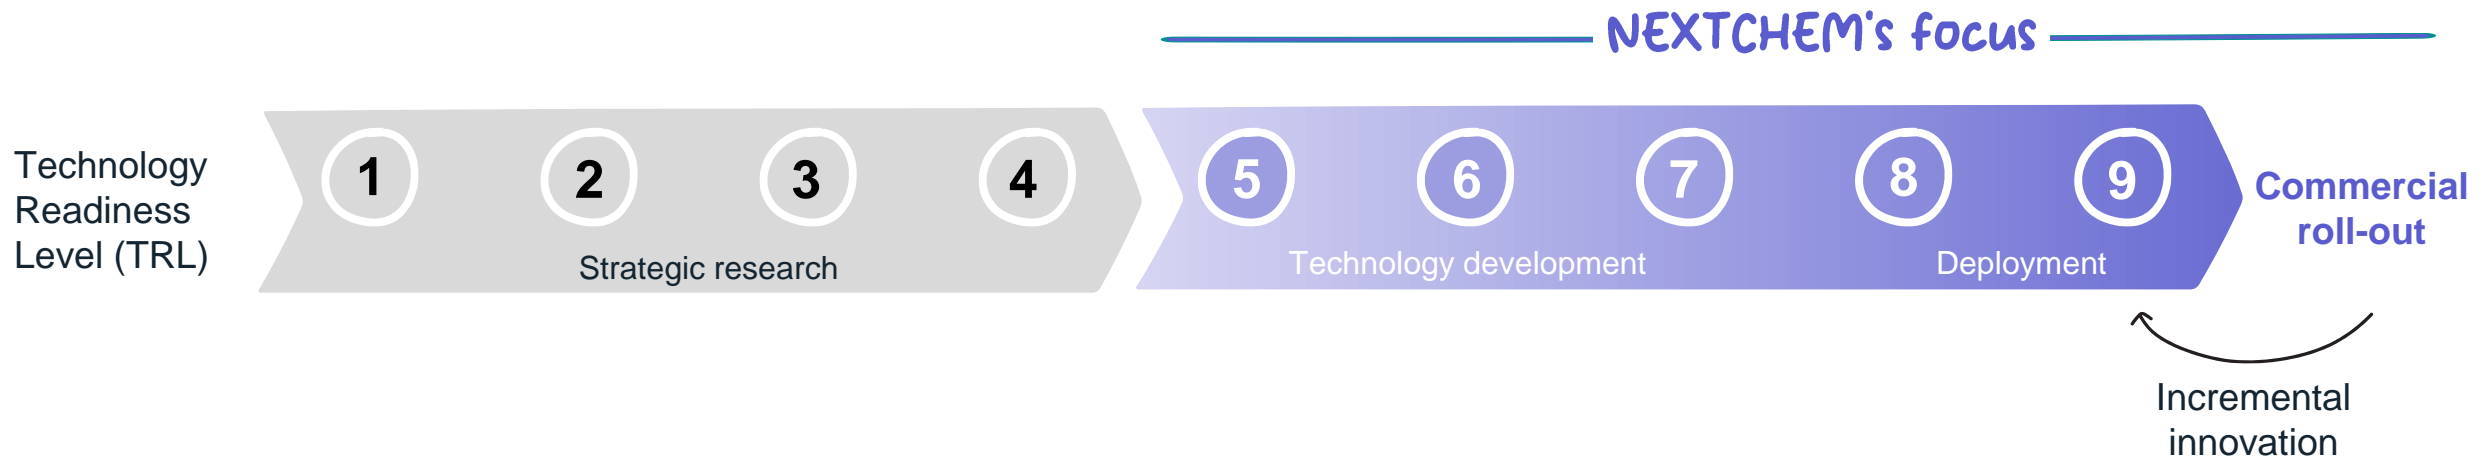 NEXTCHEM's focus
Technology
Readiness
Level (TRL)
1 2 3 4 5 6 7 8 9
Strategic research
Technology development
Deployment
Commercial
roll-out
Incremental
innovation